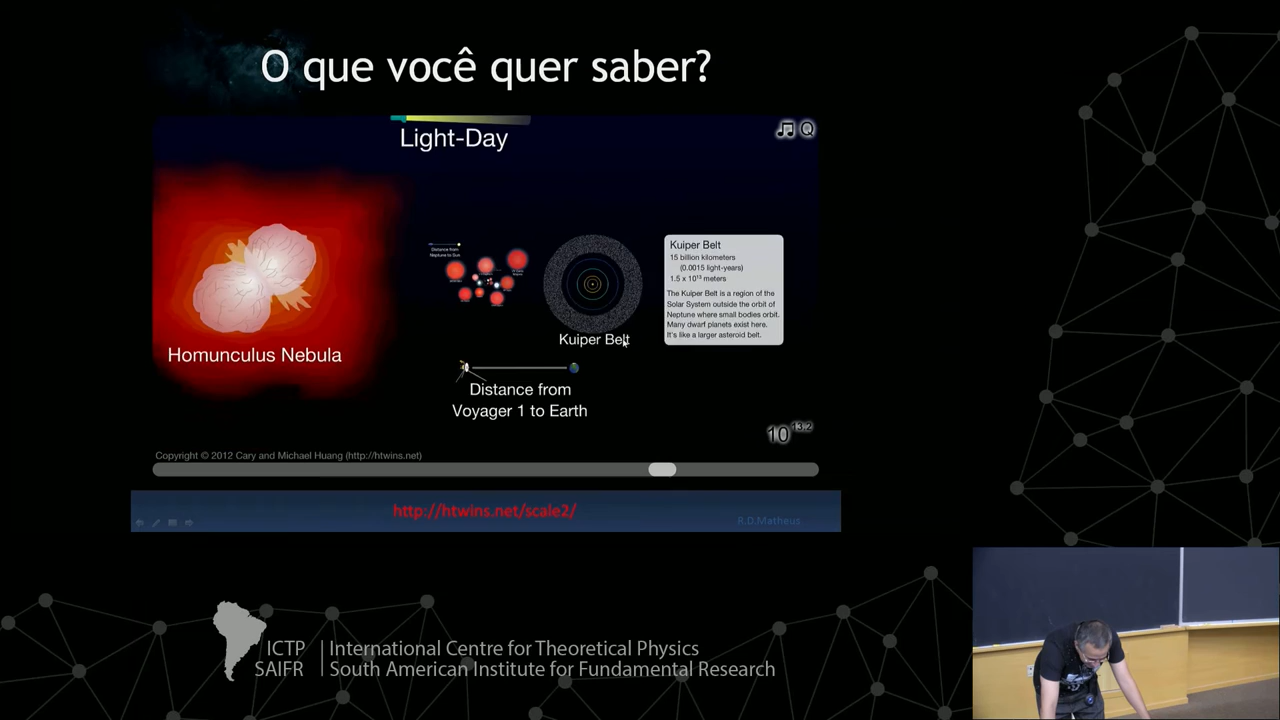 O que você quer saber?
Light-Day
Distance from
Neptune to Sun
Homunculus Nebula
Kuiper Belt
Kuiper Belt
15 billion kilometers
(0.0015 light-years)
1.5 x 10¹³ meters
The Kuiper Belt is a region of the
Solar System outside the orbit of
Neptune where small bodies orbit.
Many dwarf planets exist here.
It's like a larger asteroid belt.
Distance from
Voyager 1 to Earth
10¹³·²
Copyright © 2012 Cary and Michael Huang (http://htwins.net)
http://htwins.net/scale2/
R.D.Matheus
ICTP
SAIFR
International Centre for Theoretical Physics
South American Institute for Fundamental Research